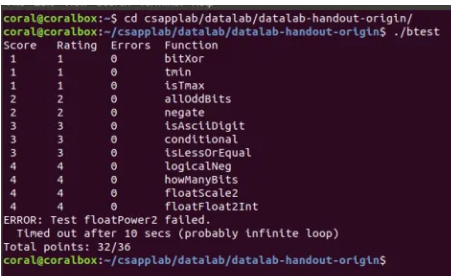 coral@coralbox:~$ cd csapplab/datalab/datalab-handout-origin/
coral@coralbox:~/csapplab/datalab/datalab-handout-origin$ ./btest
Score Rating Errors Function
1 1 0 bitXor
1 1 0 tmin
1 1 0 isTmax
2 2 0 allOddBits
2 2 0 negate
3 3 0 isAsciiDigit
3 3 0 conditional
3 3 0 isLessOrEqual
4 4 0 logicalNeg
4 4 0 howManyBits
4 4 0 floatScale2
4 4 0 floatFloat2Int
ERROR: Test floatPower2 failed.
Timed out after 10 secs (probably infinite loop)
Total points: 32/36
coral@coralbox:~/csapplab/datalab/datalab-handout-origin$